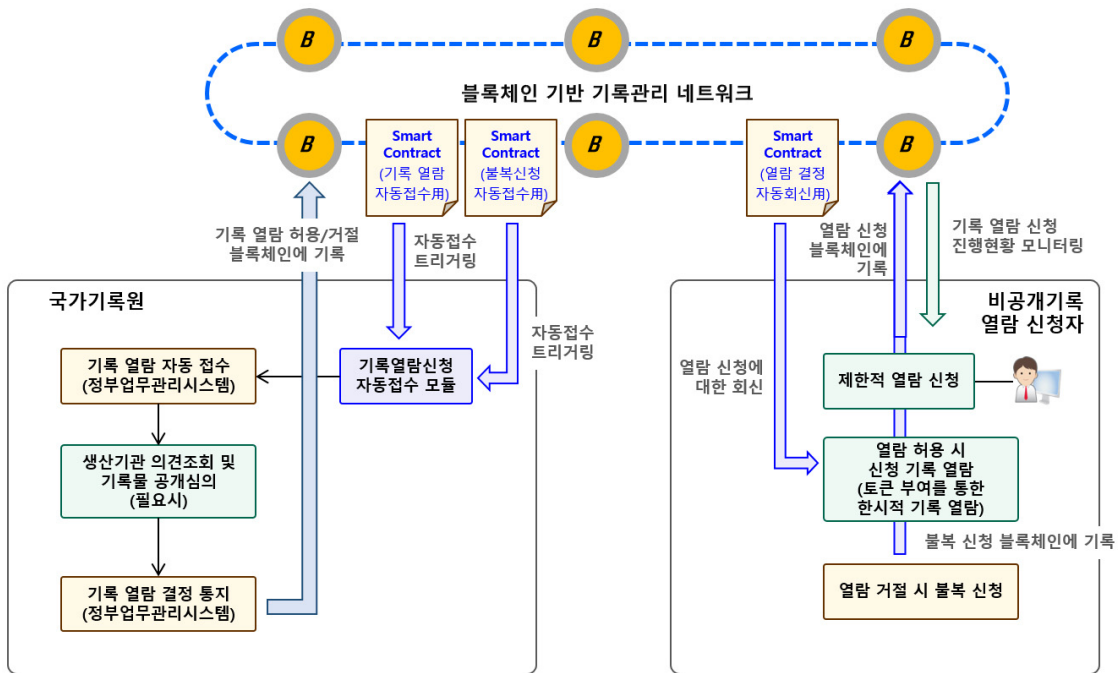 B
B
B
블록체인 기반 기록관리 네트워크
B
B
B
Smart
Contract
(기록 열람
자동접수用)
Smart
Contract
(불복신청
자동접수用)
Smart
Contract
(열람 결정
자동회신用)
기록 열람 허용/거절
블록체인에 기록
자동접수
트리거링
열람 신청
블록체인에
기록
기록 열람 신청
진행현황 모니터링
국가기록원
자동접수
트리거링
기록 열람 자동 접수
(정부업무관리시스템)
기록열람신청
자동접수 모듈
생산기관 의견조회 및
기록물 공개심의
(필요시)
기록 열람 결정 통지
(정부업무관리시스템)
비공개기록
열람 신청자
열람 신청에
대한 회신
제한적 열람 신청
열람 허용 시
신청 기록 열람
(토큰 부여를 통한
한시적 기록 열람)
불복 신청 블록체인에 기록
열람 거절 시 불복 신청